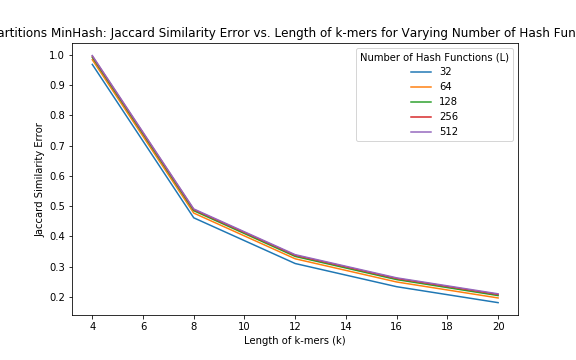 artitions MinHash: Jaccard Similarity Error vs. Length of k-mers for Varying Number of Hash Fun
Number of Hash Functions (L)
32
64
128
256
512
1.0
0.9
0.8
0.7
0.6
0.5
0.4
0.3
0.2
Jaccard Similarity Error
4 6 8 10 12 14 16 18 20
Length of k-mers (k)